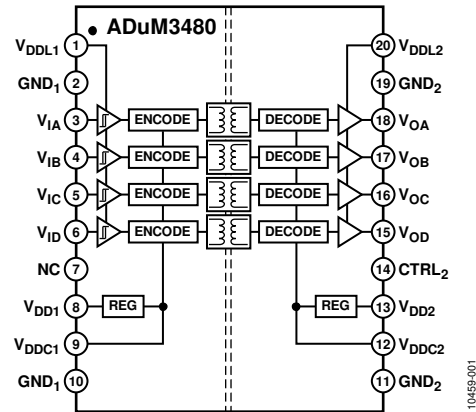 ADuM3480
VDDL1 1 20 VDDL2
GND1 2 19 GND2
VIA 3 ENCODE DECODE 18 VOA
VIB 4 ENCODE DECODE 17 VOB
VIC 5 ENCODE DECODE 16 VOC
VID 6 ENCODE DECODE 15 VOD
NC 7 14 CTRL2
VDD1 8 REG REG 13 VDD2
VDDC1 9 12 VDDC2
GND1 10 11 GND2
10459-001